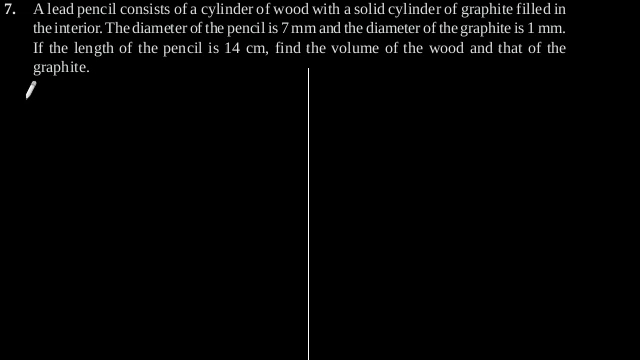 7. A lead pencil consists of a cylinder of wood with a solid cylinder of graphite filled in
the interior. The diameter of the pencil is 7 mm and the diameter of the graphite is 1 mm.
If the length of the pencil is 14 cm, find the volume of the wood and that of the
graphite.